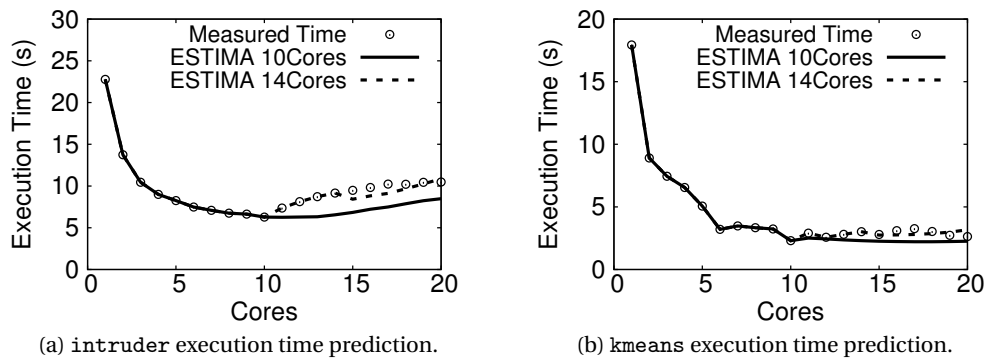 30
25
20
15
10
5
0
0
5
10
15
20
Execution Time (s)
Cores
Measured Time
ESTIMA 10Cores
ESTIMA 14Cores
(a) intruder execution time prediction.
20
15
10
5
0
0
5
10
15
20
Execution Time (s)
Cores
Measured Time
ESTIMA 10Cores
ESTIMA 14Cores
(b) kmeans execution time prediction.